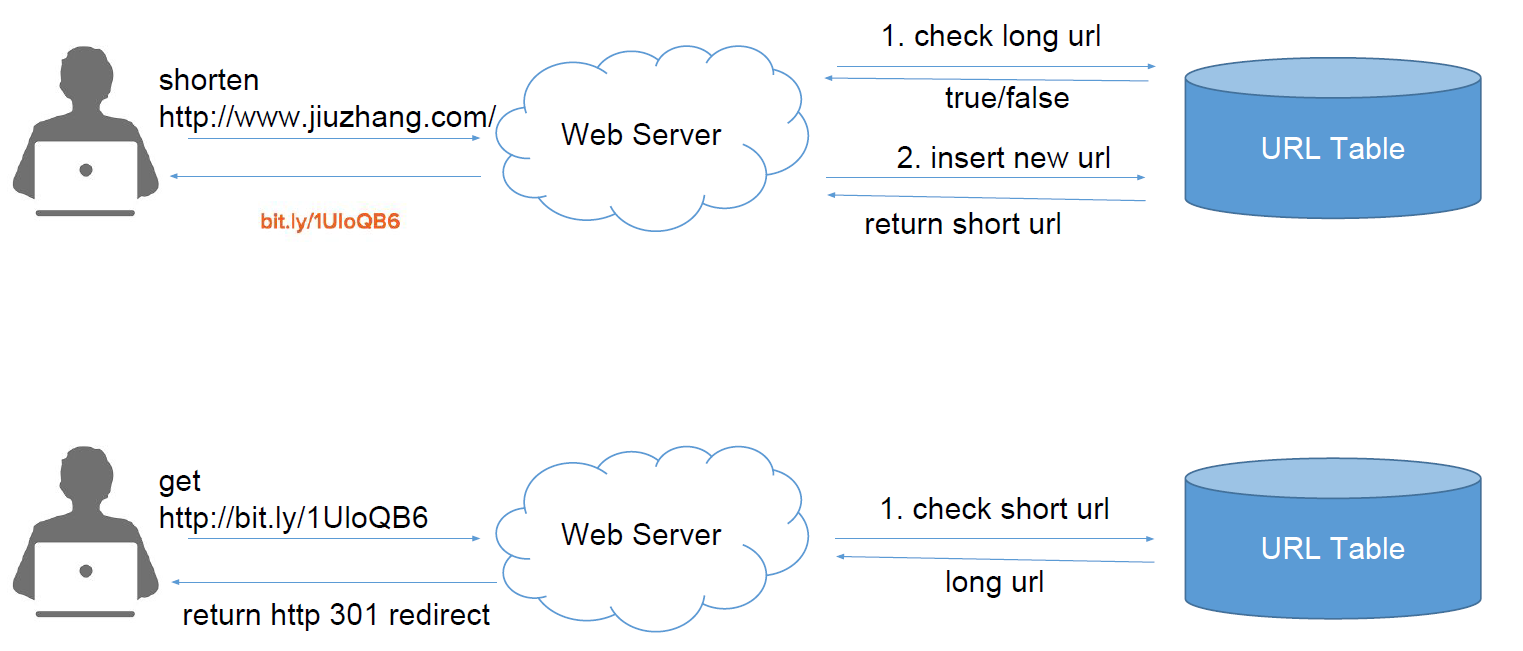 shorten
http://www.jiuzhang.com/
bit.ly/1UIoQB6
Web Server
1. check long url
true/false
2. insert new url
return short url
URL Table
get
http://bit.ly/1UIoQB6
return http 301 redirect
Web Server
1. check short url
long url
URL Table